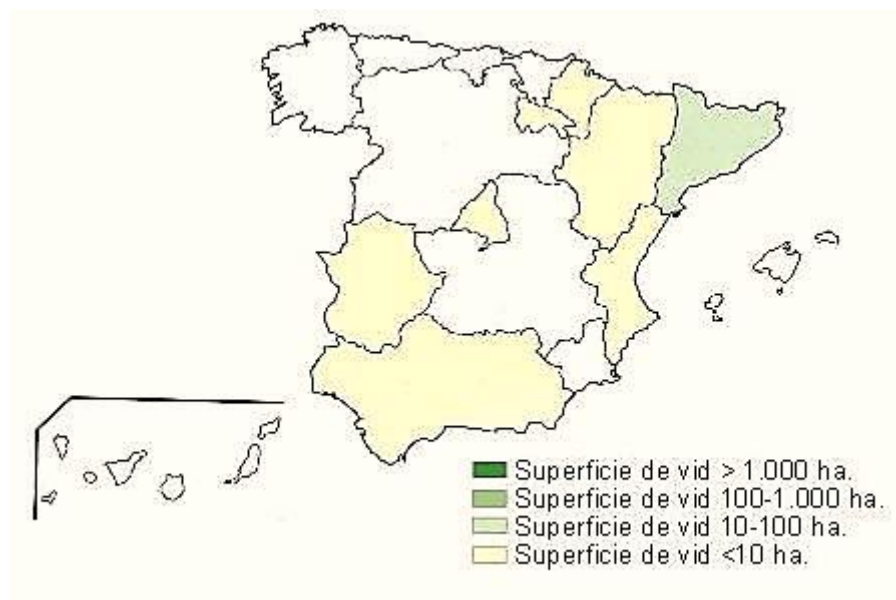 Superficie de vid > 1.000 ha.
Superficie de vid 100-1.000 ha.
Superficie de vid 10-100 ha.
Superficie de vid <10 ha.